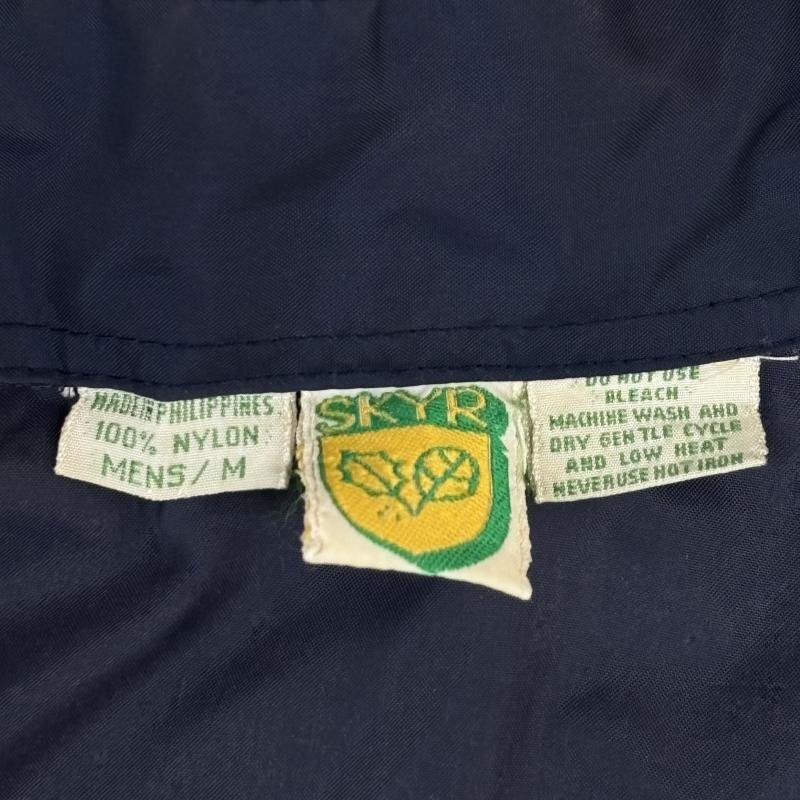 MADE IN PHILIPPINES
100% NYLON
MENS / M
SKYR
DO NOT USE
BLEACH
MACHINE WASH AND
DRY GENTLE CYCLE
AND LOW HEAT
NEVER USE HOT IRON